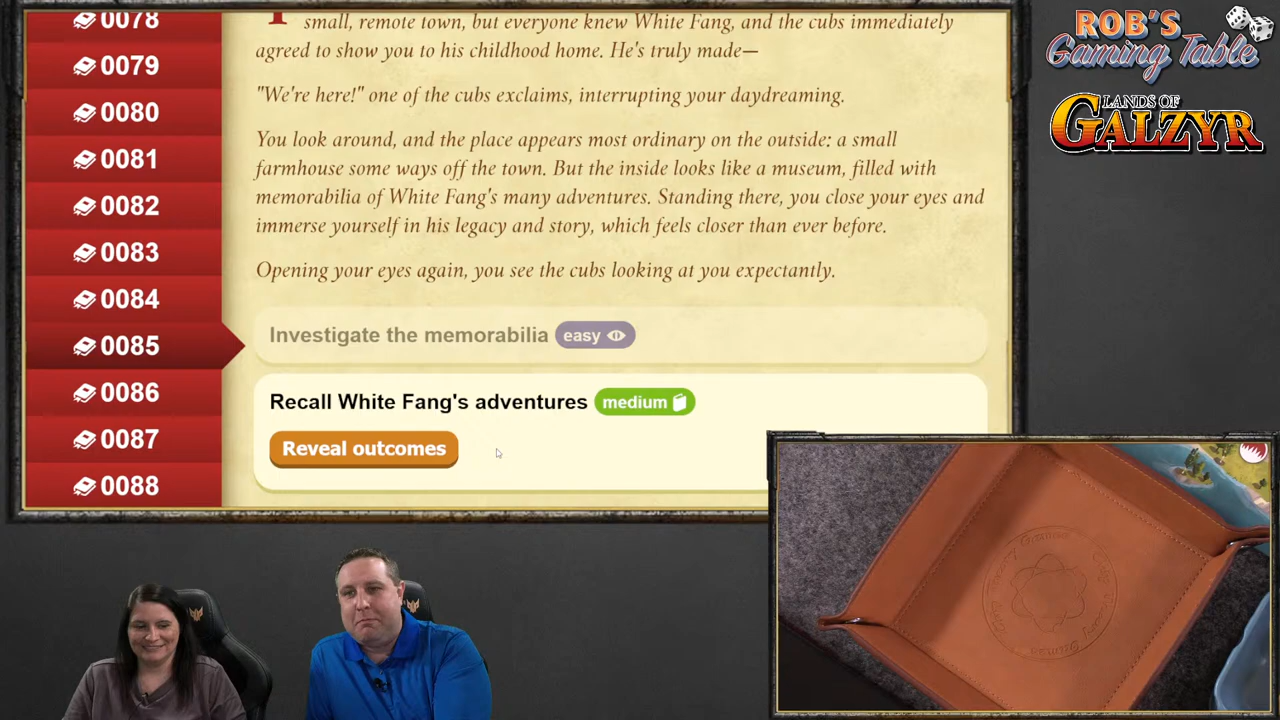 0078
0079
0080
0081
0082
0083
0084
0085
0086
0087
0088
small, remote town, but everyone knew White Fang, and the cubs immediately
agreed to show you to his childhood home. He's truly made—
"We're here!" one of the cubs exclaims, interrupting your daydreaming.
You look around, and the place appears most ordinary on the outside: a small
farmhouse some ways off the town. But the inside looks like a museum, filled with
memorabilia of White Fang's many adventures. Standing there, you close your eyes and
immerse yourself in his legacy and story, which feels closer than ever before.
Opening your eyes again, you see the cubs looking at you expectantly.
Investigate the memorabilia easy
Recall White Fang's adventures medium
Reveal outcomes
ROB'S
Gaming Table
LANDS OF
GALZYR